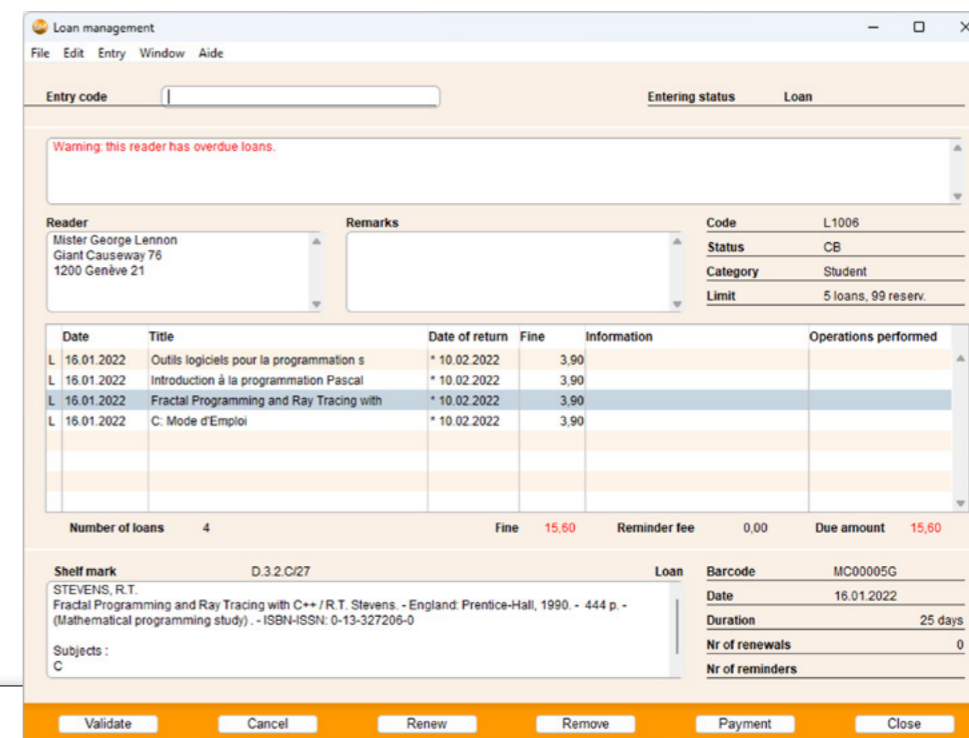 Loan management
File Edit Entry Window Aide
Entry code
Entering status Loan
Warning: this reader has overdue loans.
Reader Remarks Code L1006
Mister George Lennon
Giant Causeway 76
1200 Genève 21
Status CB
Category Student
Limit 5 loans, 99 reserv.
Date Title Date of return Fine Information Operations performed
L 16.01.2022 Outils logiciels pour la programmation s * 10.02.2022 3,90
L 16.01.2022 Introduction à la programmation Pascal * 10.02.2022 3,90
L 16.01.2022 Fractal Programming and Ray Tracing with * 10.02.2022 3,90
L 16.01.2022 C: Mode d'Emploi * 10.02.2022 3,90
Number of loans 4 Fine 15,60 Reminder fee 0,00 Due amount 15,60
Shelf mark D.3.2.C/27 Loan Barcode MC00005G
STEVENS, R.T.
Fractal Programming and Ray Tracing with C++ / R.T. Stevens. - England: Prentice-Hall, 1990. - 444 p. -
(Mathematical programming study) . - ISBN-ISSN: 0-13-327206-0
Subjects :
C
Date 16.01.2022
Duration 25 days
Nr of renewals 0
Nr of reminders
Validate Cancel Renew Remove Payment Close